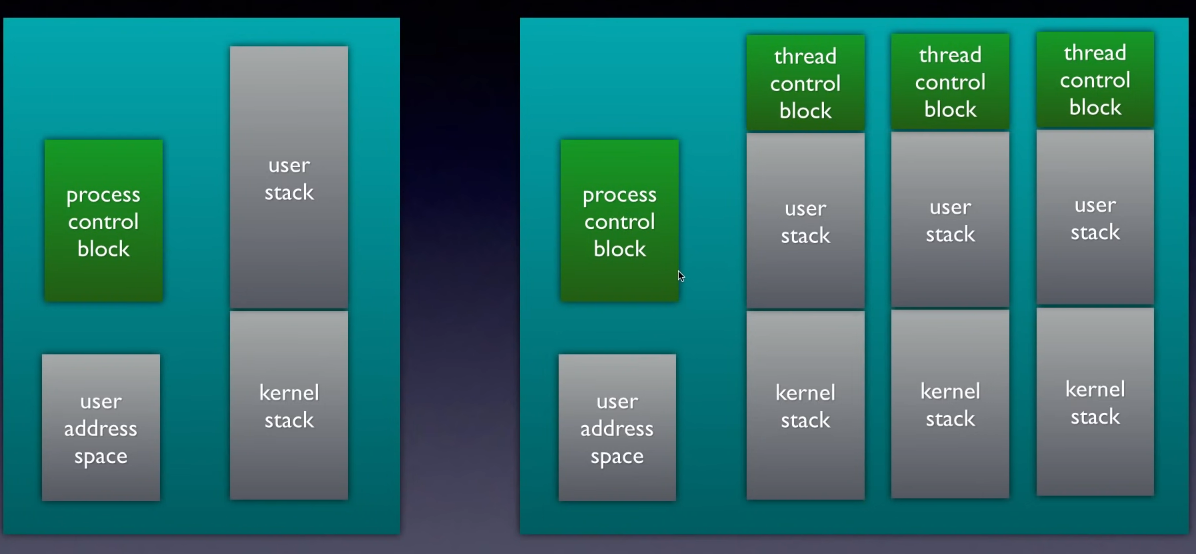 process
control
block
user
address
space
user
stack
kernel
stack
process
control
block
user
address
space
thread
control
block
user
stack
kernel
stack
thread
control
block
user
stack
kernel
stack
thread
control
block
user
stack
kernel
stack